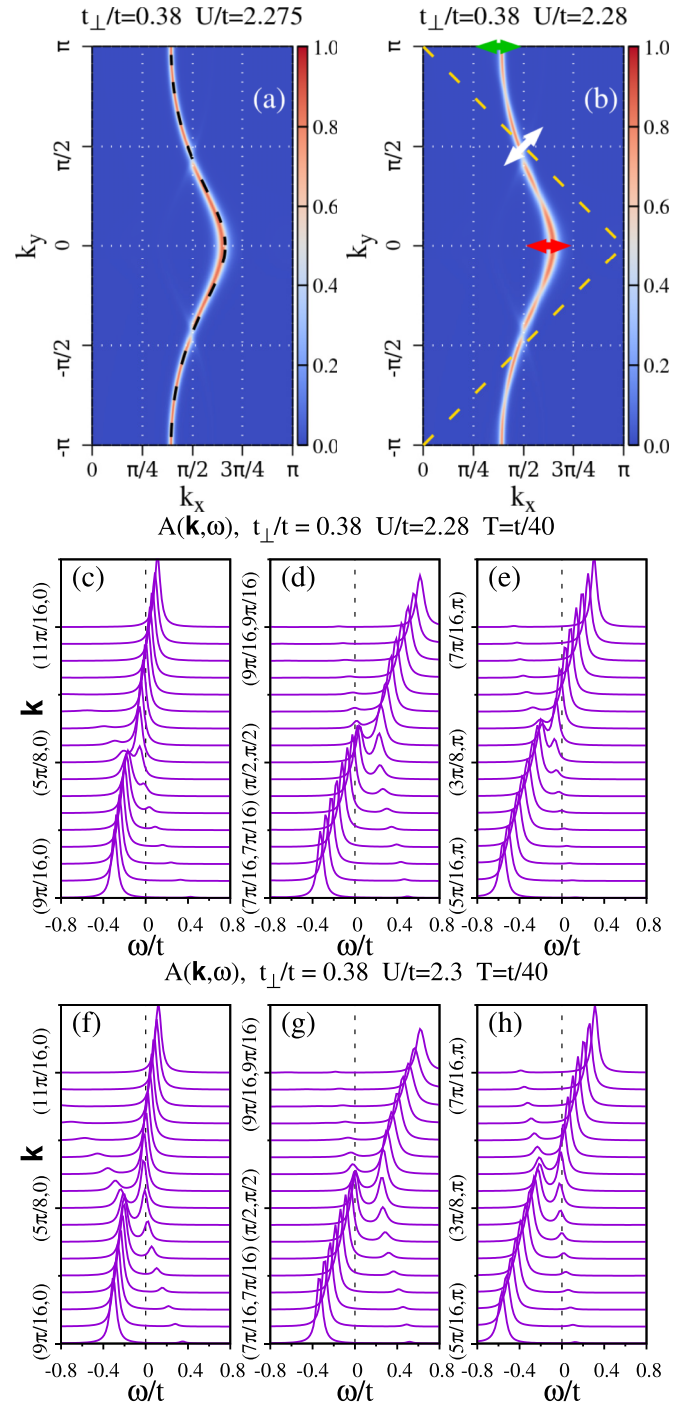 t⊥/t=0.38 U/t=2.275
t⊥/t=0.38 U/t=2.28
π
π/2
0
-π/2
-π
ky
(a)
1.0
0.8
0.6
0.4
0.2
0.0
0
π/4
π/2
3π/4
π
kx
π
π/2
0
-π/2
-π
ky
(b)
1.0
0.8
0.6
0.4
0.2
0.0
0
π/4
π/2
3π/4
π
kx
A(k,ω), t⊥/t = 0.38 U/t=2.28 T=t/40
(c)
(11π/16,0)
k
(5π/8,0)
(9π/16,0)
-0.8 -0.4 0 0.4 0.8
ω/t
(d)
(9π/16,9π/16)
(π/2,π/2)
(7π/16,7π/16)
-0.8 -0.4 0 0.4 0.8
ω/t
(e)
(7π/16,π)
(3π/8,π)
(5π/16,π)
-0.8 -0.4 0 0.4 0.8
ω/t
A(k,ω), t⊥/t = 0.38 U/t=2.3 T=t/40
(f)
(11π/16,0)
k
(5π/8,0)
(9π/16,0)
-0.8 -0.4 0 0.4 0.8
ω/t
(g)
(9π/16,9π/16)
(π/2,π/2)
(7π/16,7π/16)
-0.8 -0.4 0 0.4 0.8
ω/t
(h)
(7π/16,π)
(3π/8,π)
(5π/16,π)
-0.8 -0.4 0 0.4 0.8
ω/t